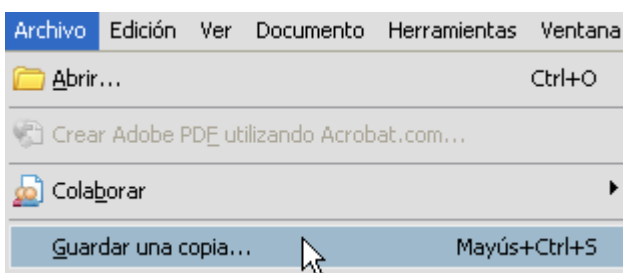 Archivo Edición Ver Documento Herramientas Ventana
Abrir... Ctrl+O
Crear Adobe PDF utilizando Acrobat.com...
Colaborar
Guardar una copia... Mayús+Ctrl+S